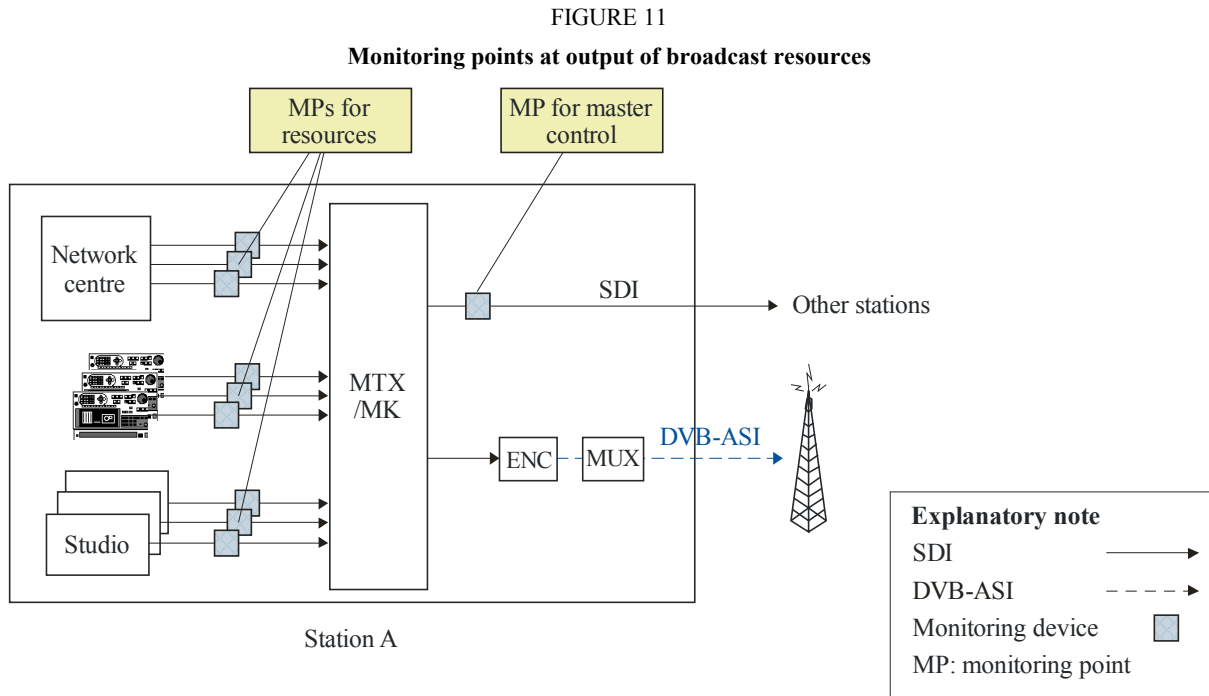 FIGURE 11
Monitoring points at output of broadcast resources
MPs for
resources
MP for master
control
Network
centre
MTX
/MK
SDI
Other stations
DVB-ASI
ENC
MUX
Studio
Station A
Explanatory note
SDI
DVB-ASI
Monitoring device
MP: monitoring point